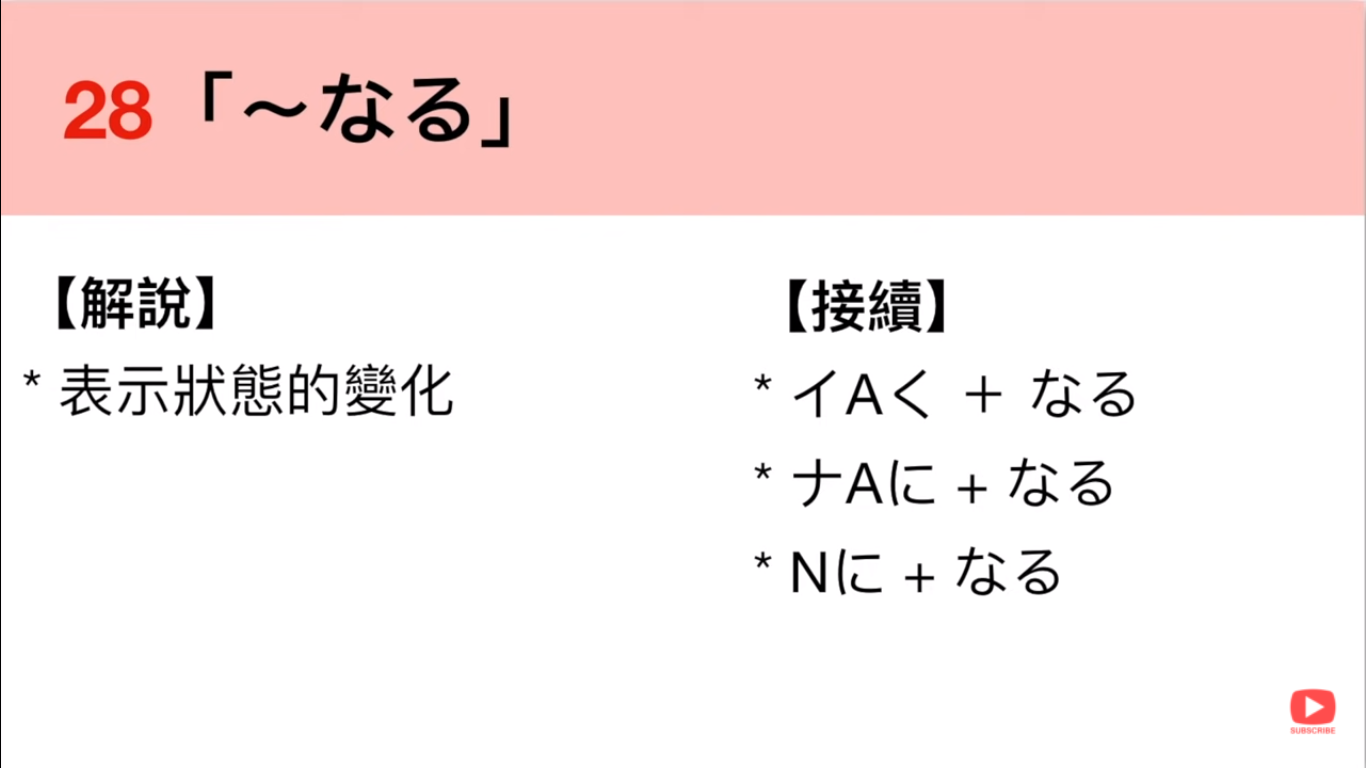 28「～なる」
【解說】
* 表示狀態的變化
【接續】
* イAく ＋ なる
* ナAに + なる
* Nに + なる
SUBSCRIBE